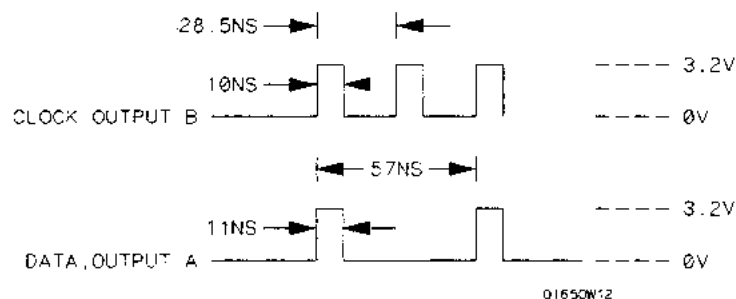 28.5NS
3.2V
10NS
CLOCK OUTPUT B
0V
57NS
3.2V
11NS
DATA,OUTPUT A
0V
01650W12